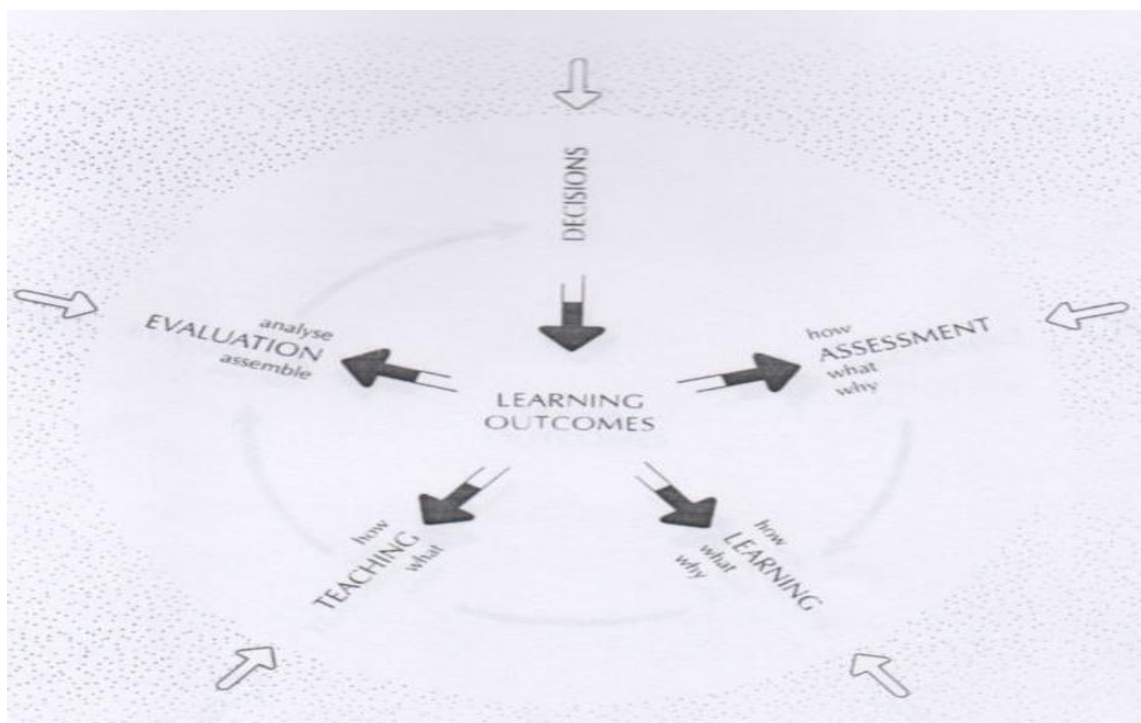 DECISIONS
how
ASSESSMENT
what
why
how
LEARNING
what
why
how
TEACHING
what
analyse
EVALUATION
assemble
LEARNING
OUTCOMES